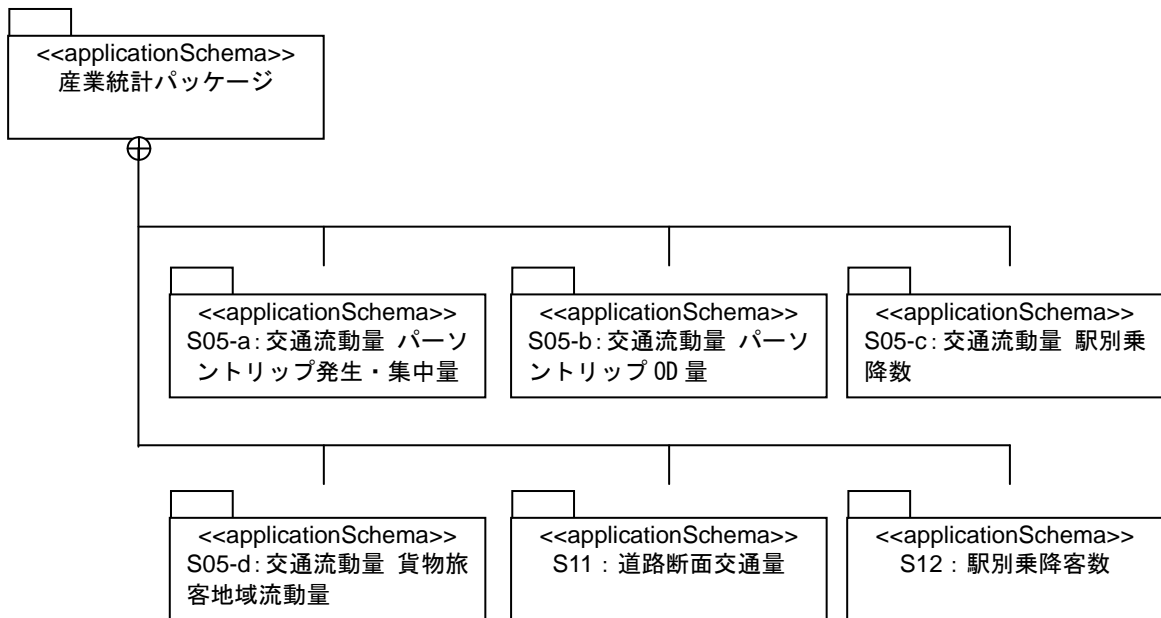 <<applicationSchema>>
産業統計パッケージ
<<applicationSchema>>
S05-a:交通流動量 パーソ
ントリップ発生・集中量
<<applicationSchema>>
S05-b:交通流動量 パーソ
ントリップ OD 量
<<applicationSchema>>
S05-c:交通流動量 駅別乗
降数
<<applicationSchema>>
S05-d:交通流動量 貨物旅
客地域流動量
<<applicationSchema>>
S11：道路断面交通量
<<applicationSchema>>
S12：駅別乗降客数